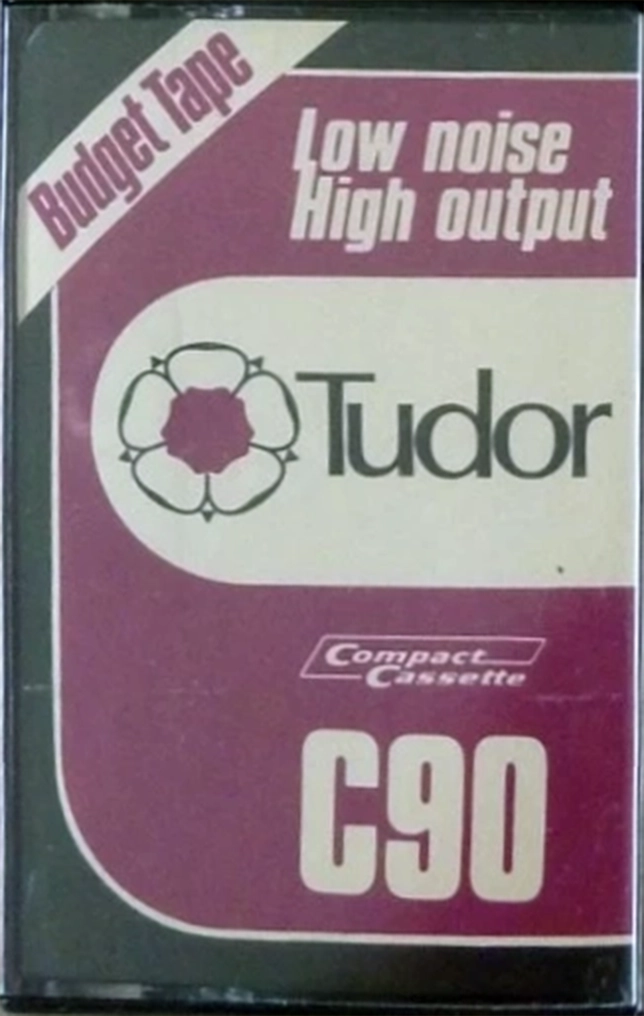 Budget Tape
Low noise
High output
Tudor
Compact
Cassette
C90